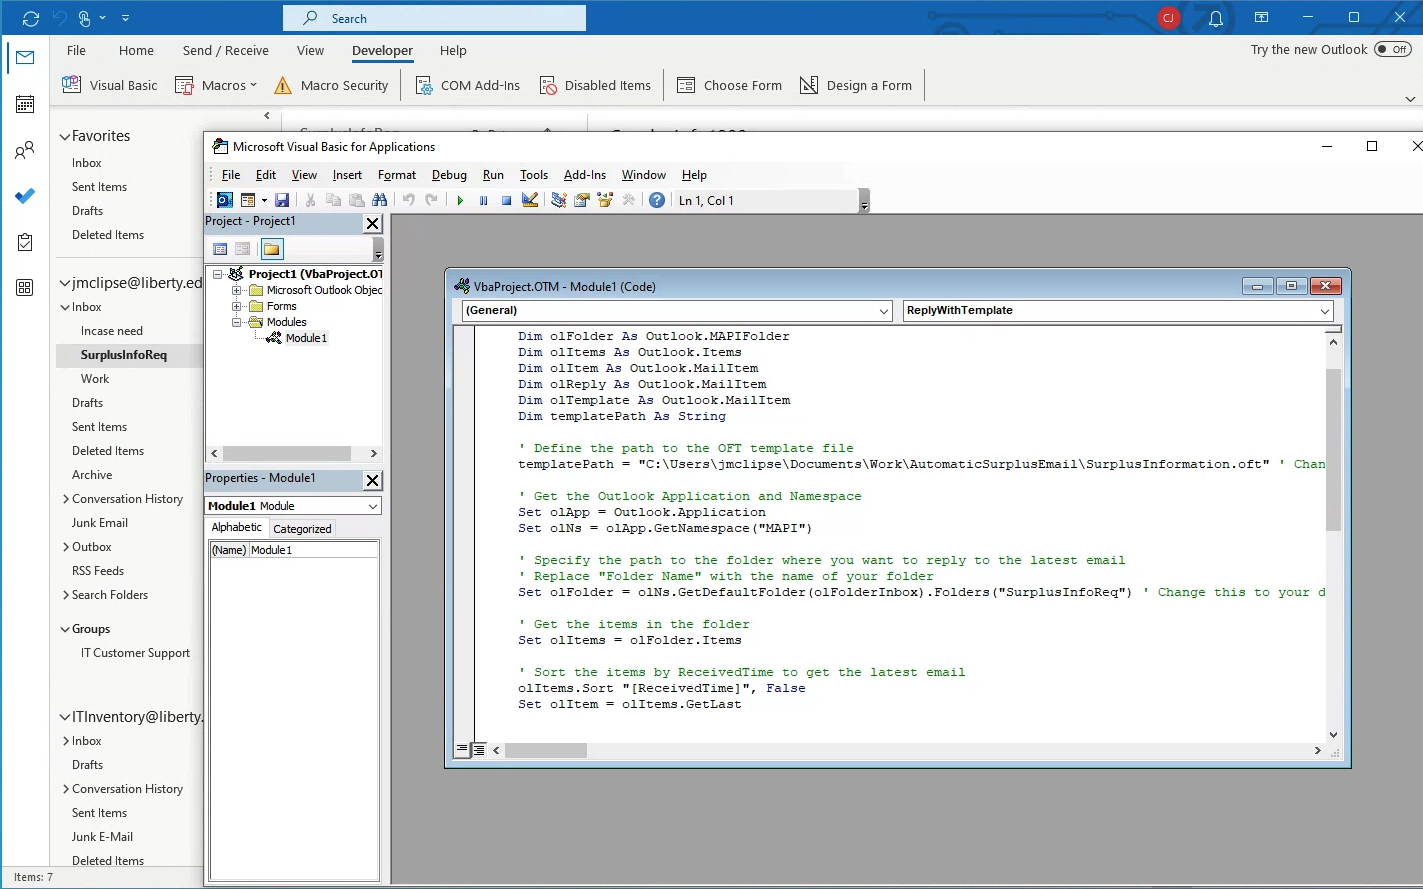 Search
CJ
File Home Send / Receive View Developer Help
Try the new Outlook Off
Visual Basic Macros Macro Security COM Add-Ins Disabled Items Choose Form Design a Form
Favorites
Inbox
Sent Items
Drafts
Deleted Items
jmclipse@liberty.ed
Inbox
Incase need
SurplusInfoReq
Work
Drafts
Sent Items
Deleted Items
Archive
Conversation History
Junk Email
Outbox
RSS Feeds
Search Folders
Groups
IT Customer Support
ITInventory@liberty.
Inbox
Drafts
Conversation History
Sent Items
Junk E-Mail
Deleted Items
Items: 7
Microsoft Visual Basic for Applications
File Edit View Insert Format Debug Run Tools Add-Ins Window Help
Ln 1, Col 1
Project - Project1
Project1 (VbaProject.OT
Microsoft Outlook Objec
Forms
Modules
Module1
Properties - Module1
Module1 Module
Alphabetic Categorized
(Name) Module1
VbaProject.OTM - Module1 (Code)
(General) ReplyWithTemplate
Dim olFolder As Outlook.MAPIFolder
Dim olItems As Outlook.Items
Dim olItem As Outlook.MailItem
Dim olReply As Outlook.MailItem
Dim olTemplate As Outlook.MailItem
Dim templatePath As String
' Define the path to the OFT template file
templatePath = "C:\Users\jmclipse\Documents\Work\AutomaticSurplusEmail\SurplusInformation.oft" ' Chan
' Get the Outlook Application and Namespace
Set olApp = Outlook.Application
Set olNs = olApp.GetNamespace("MAPI")
' Specify the path to the folder where you want to reply to the latest email
' Replace "Folder Name" with the name of your folder
Set olFolder = olNs.GetDefaultFolder(olFolderInbox).Folders("SurplusInfoReq") ' Change this to your d
' Get the items in the folder
Set olItems = olFolder.Items
' Sort the items by ReceivedTime to get the latest email
olItems.Sort "[ReceivedTime]", False
Set olItem = olItems.GetLast